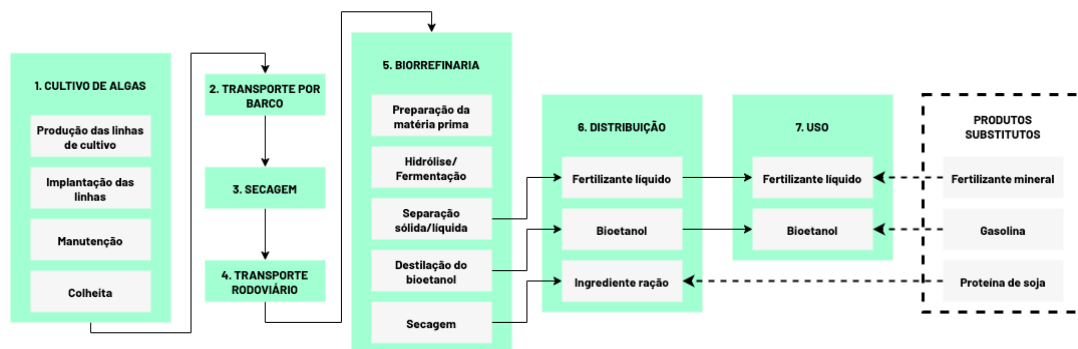 1. CULTIVO DE ALGAS
Produção das linhas
de cultivo
Implantação das
linhas
Manutenção
Colheita
2. TRANSPORTE POR
BARCO
3. SECAGEM
4. TRANSPORTE
RODOVIÁRIO
5. BIORREFINARIA
Preparação da
matéria prima
Hidrólise/
Fermentação
Separação
sólida/líquida
Destilação do
bioetanol
Secagem
6. DISTRIBUIÇÃO
Fertilizante líquido
Bioetanol
Ingrediente ração
7. USO
Fertilizante líquido
Bioetanol
PRODUTOS
SUBSTITUTOS
Fertilizante mineral
Gasolina
Proteína de soja